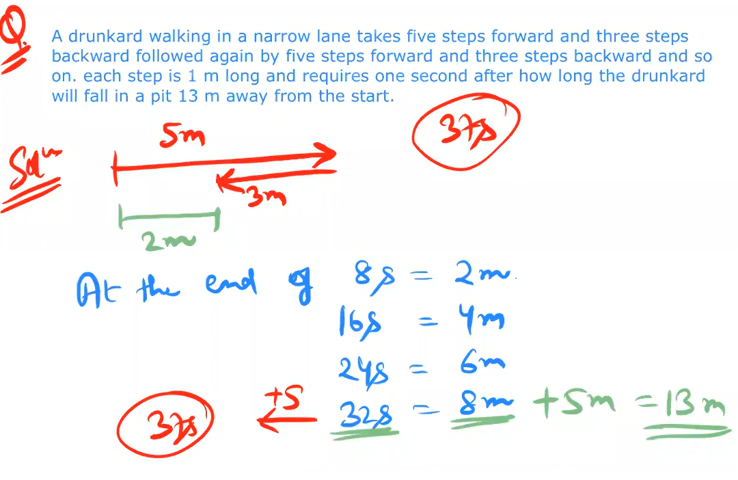 Q.
A drunkard walking in a narrow lane takes five steps forward and three steps
backward followed again by five steps forward and three steps backward and so
on. each step is 1 m long and requires one second after how long the drunkard
will fall in a pit 13 m away from the start.
37s
Solⁿ
5m
3m
2m
At the end of 8s = 2m.
16s = 4m
24s = 6m
37s +5 32s = 8m +5m = 13m